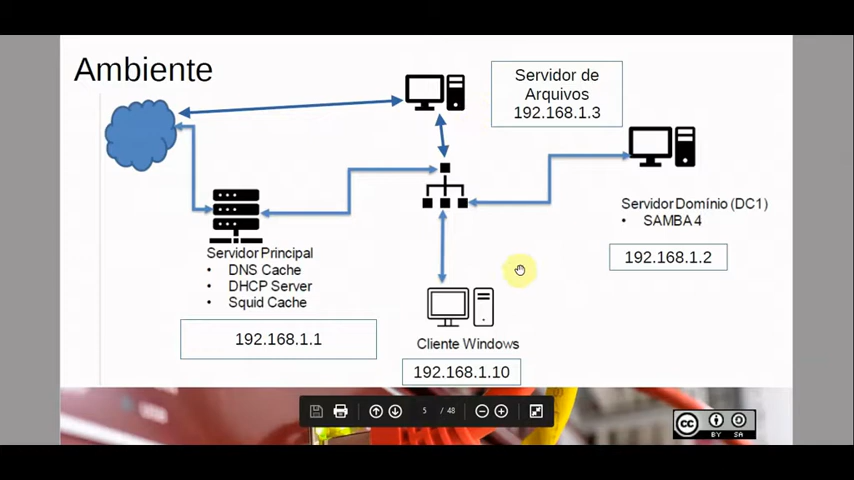 Ambiente
Servidor de
Arquivos
192.168.1.3
Servidor Domínio (DC1)
• SAMBA 4
192.168.1.2
Servidor Principal
• DNS Cache
• DHCP Server
• Squid Cache
192.168.1.1
Cliente Windows
192.168.1.10
5 / 48
cc
BY SA